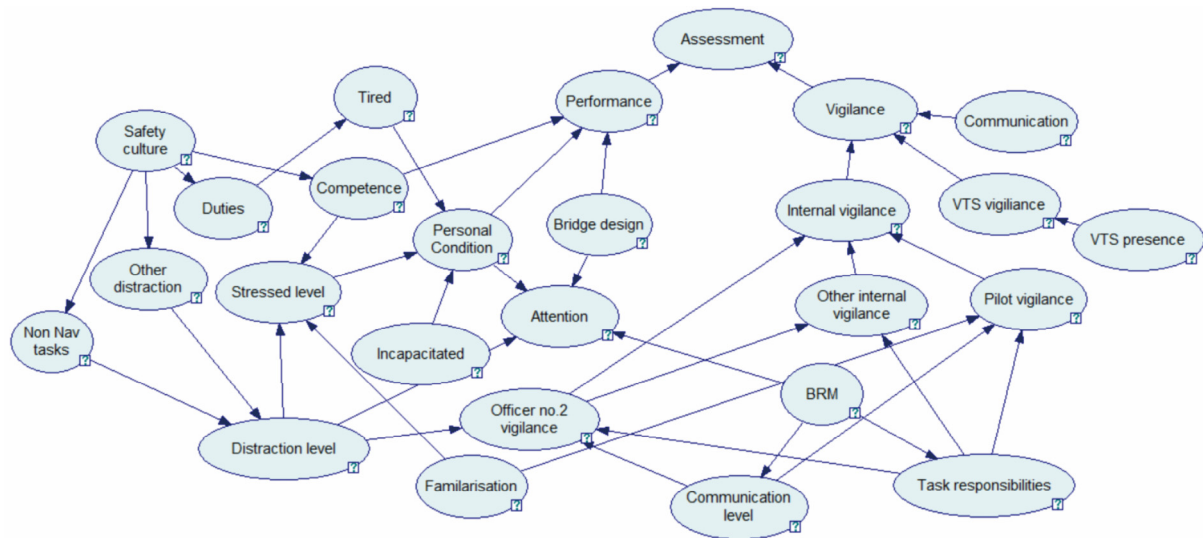 Assessment
?
Tired
?
Performance
?
Vigilance
?
Communication
?
Safety
culture
?
Duties
?
Competence
?
Personal
Condition
?
Bridge design
?
Internal vigilance
?
VTS vigiliance
?
VTS presence
?
Other
distraction
?
Stressed level
?
Attention
?
Other internal
vigilance
?
Pilot vigilance
?
Non Nav
tasks
?
Incapacitated
?
Officer no.2
vigilance
?
BRM
?
Distraction level
?
Familarisation
?
Communication
level
?
Task responsibilities
?